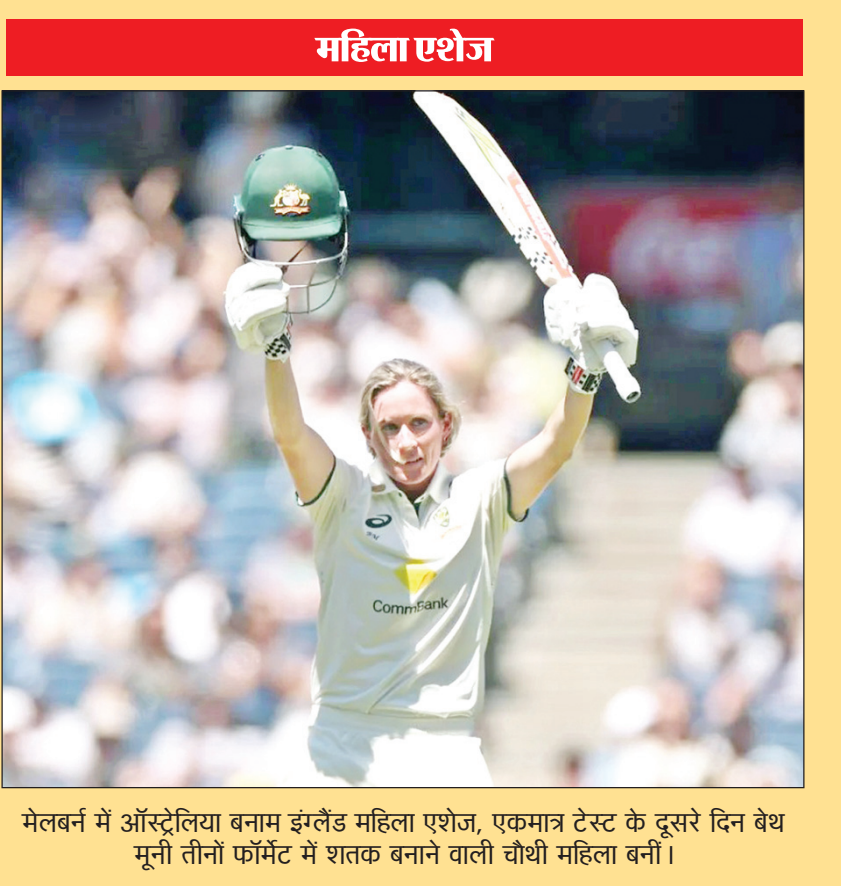 महिला एशेज
CommBank
मेलबर्न में ऑस्ट्रेलिया बनाम इंग्लैंड महिला एशेज, एकमात्र टेस्ट के दूसरे दिन बेथ
मूनी तीनों फॉर्मेट में शतक बनाने वाली चौथी महिला बनीं।